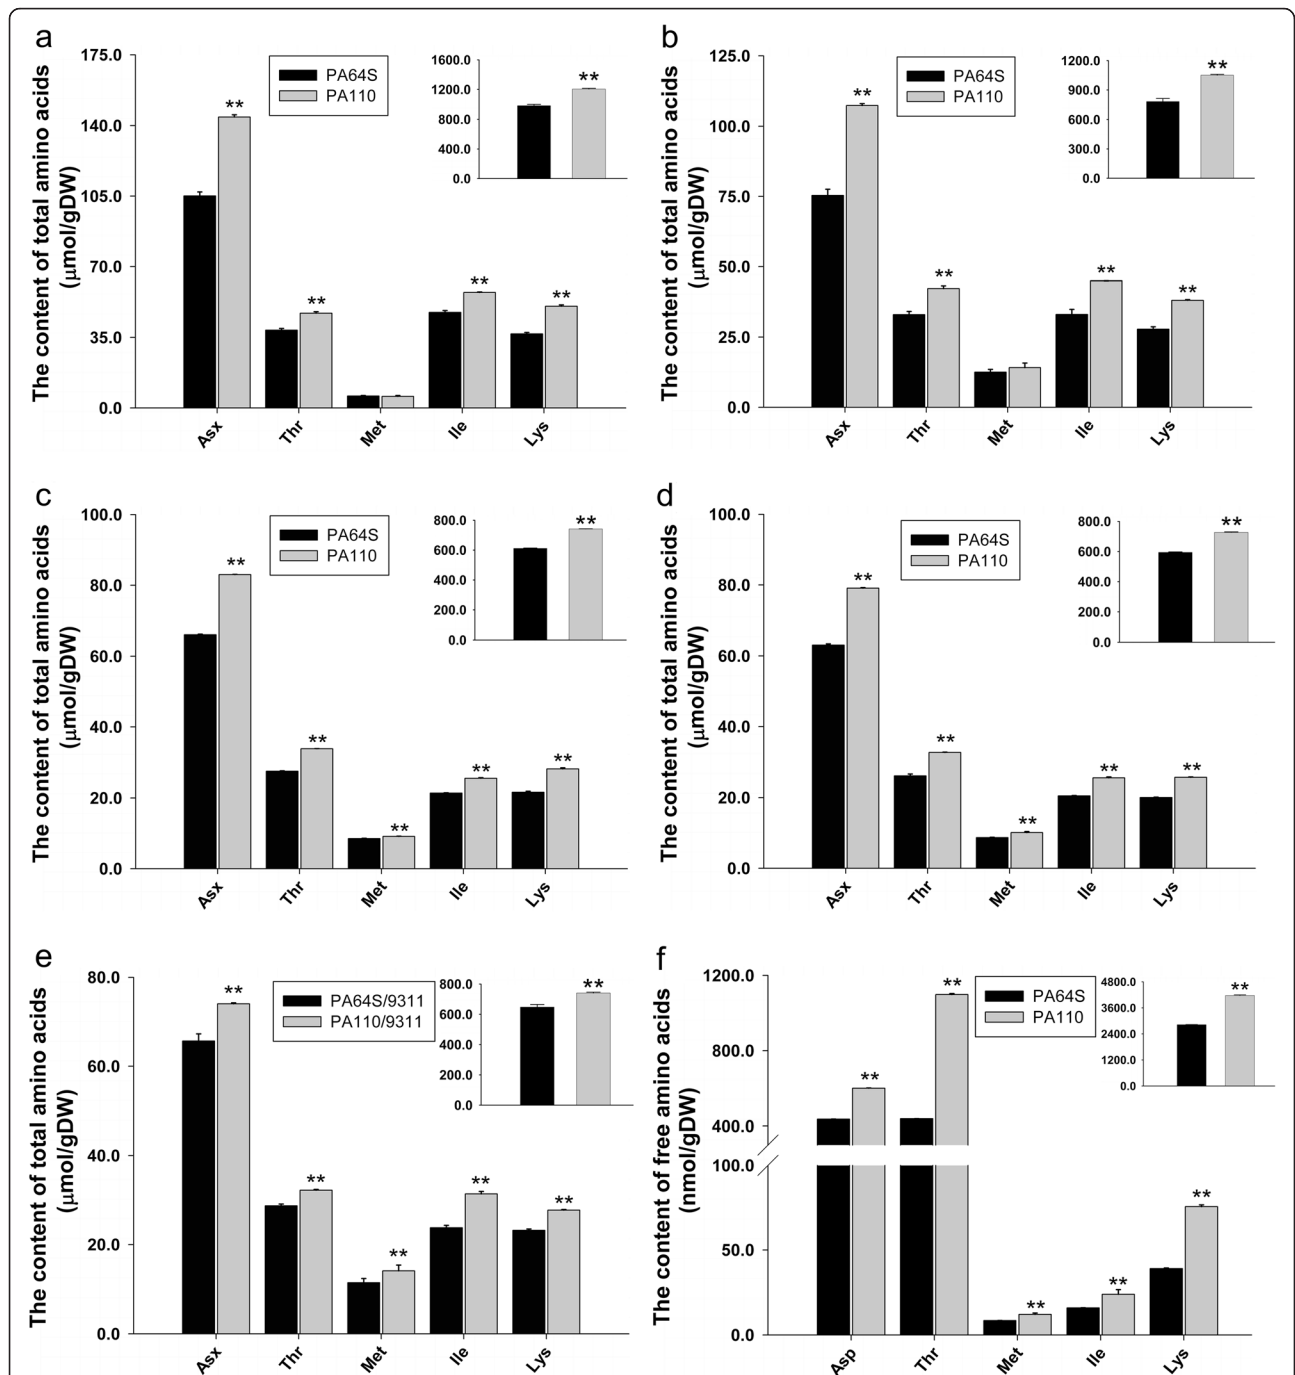 a
The content of total amino acids
(μmol/gDW)
175.0
140.0
105.0
70.0
35.0
0.0
PA64S
PA110
1600.0
1200.0
800.0
400.0
0.0
**
**
**
**
**
Asx
Thr
Met
Ile
Lys
b
The content of total amino acids
(μmol/gDW)
125.0
100.0
75.0
50.0
25.0
0.0
PA64S
PA110
1200.0
900.0
600.0
300.0
0.0
**
**
**
**
**
Asx
Thr
Met
Ile
Lys
c
The content of total amino acids
(μmol/gDW)
100.0
80.0
60.0
40.0
20.0
0.0
PA64S
PA110
800.0
600.0
400.0
200.0
0.0
**
**
**
**
**
**
Asx
Thr
Met
Ile
Lys
d
The content of total amino acids
(μmol/gDW)
100.0
80.0
60.0
40.0
20.0
0.0
PA64S
PA110
800.0
600.0
400.0
200.0
0.0
**
**
**
**
**
**
Asx
Thr
Met
Ile
Lys
e
The content of total amino acids
(μmol/gDW)
80.0
60.0
40.0
20.0
0.0
PA64S/9311
PA110/9311
800.0
600.0
400.0
200.0
0.0
**
**
**
**
**
**
Asx
Thr
Met
Ile
Lys
f
The content of free amino acids
(nmol/gDW)
1200.0
800.0
400.0
100.0
50.0
0.0
PA64S
PA110
4800.0
3600.0
2400.0
1200.0
0.0
**
**
**
**
**
**
Asp
Thr
Met
Ile
Lys